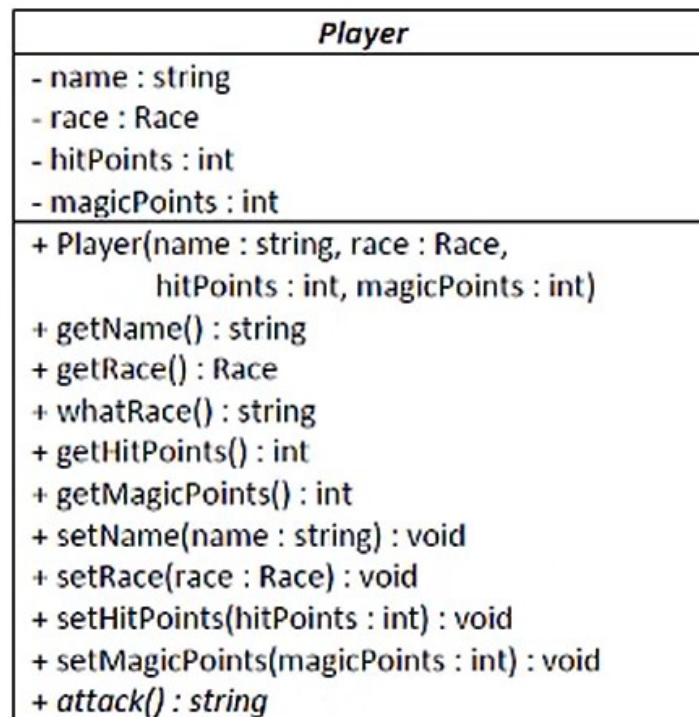 Player
- name : string
- race : Race
- hitPoints : int
- magicPoints : int
+ Player(name : string, race : Race,
hitPoints : int, magicPoints : int)
+ getName() : string
+ getRace() : Race
+ whatRace() : string
+ getHitPoints() : int
+ getMagicPoints() : int
+ setName(name : string) : void
+ setRace(race : Race) : void
+ setHitPoints(hitPoints : int) : void
+ setMagicPoints(magicPoints : int) : void
+ attack() : string